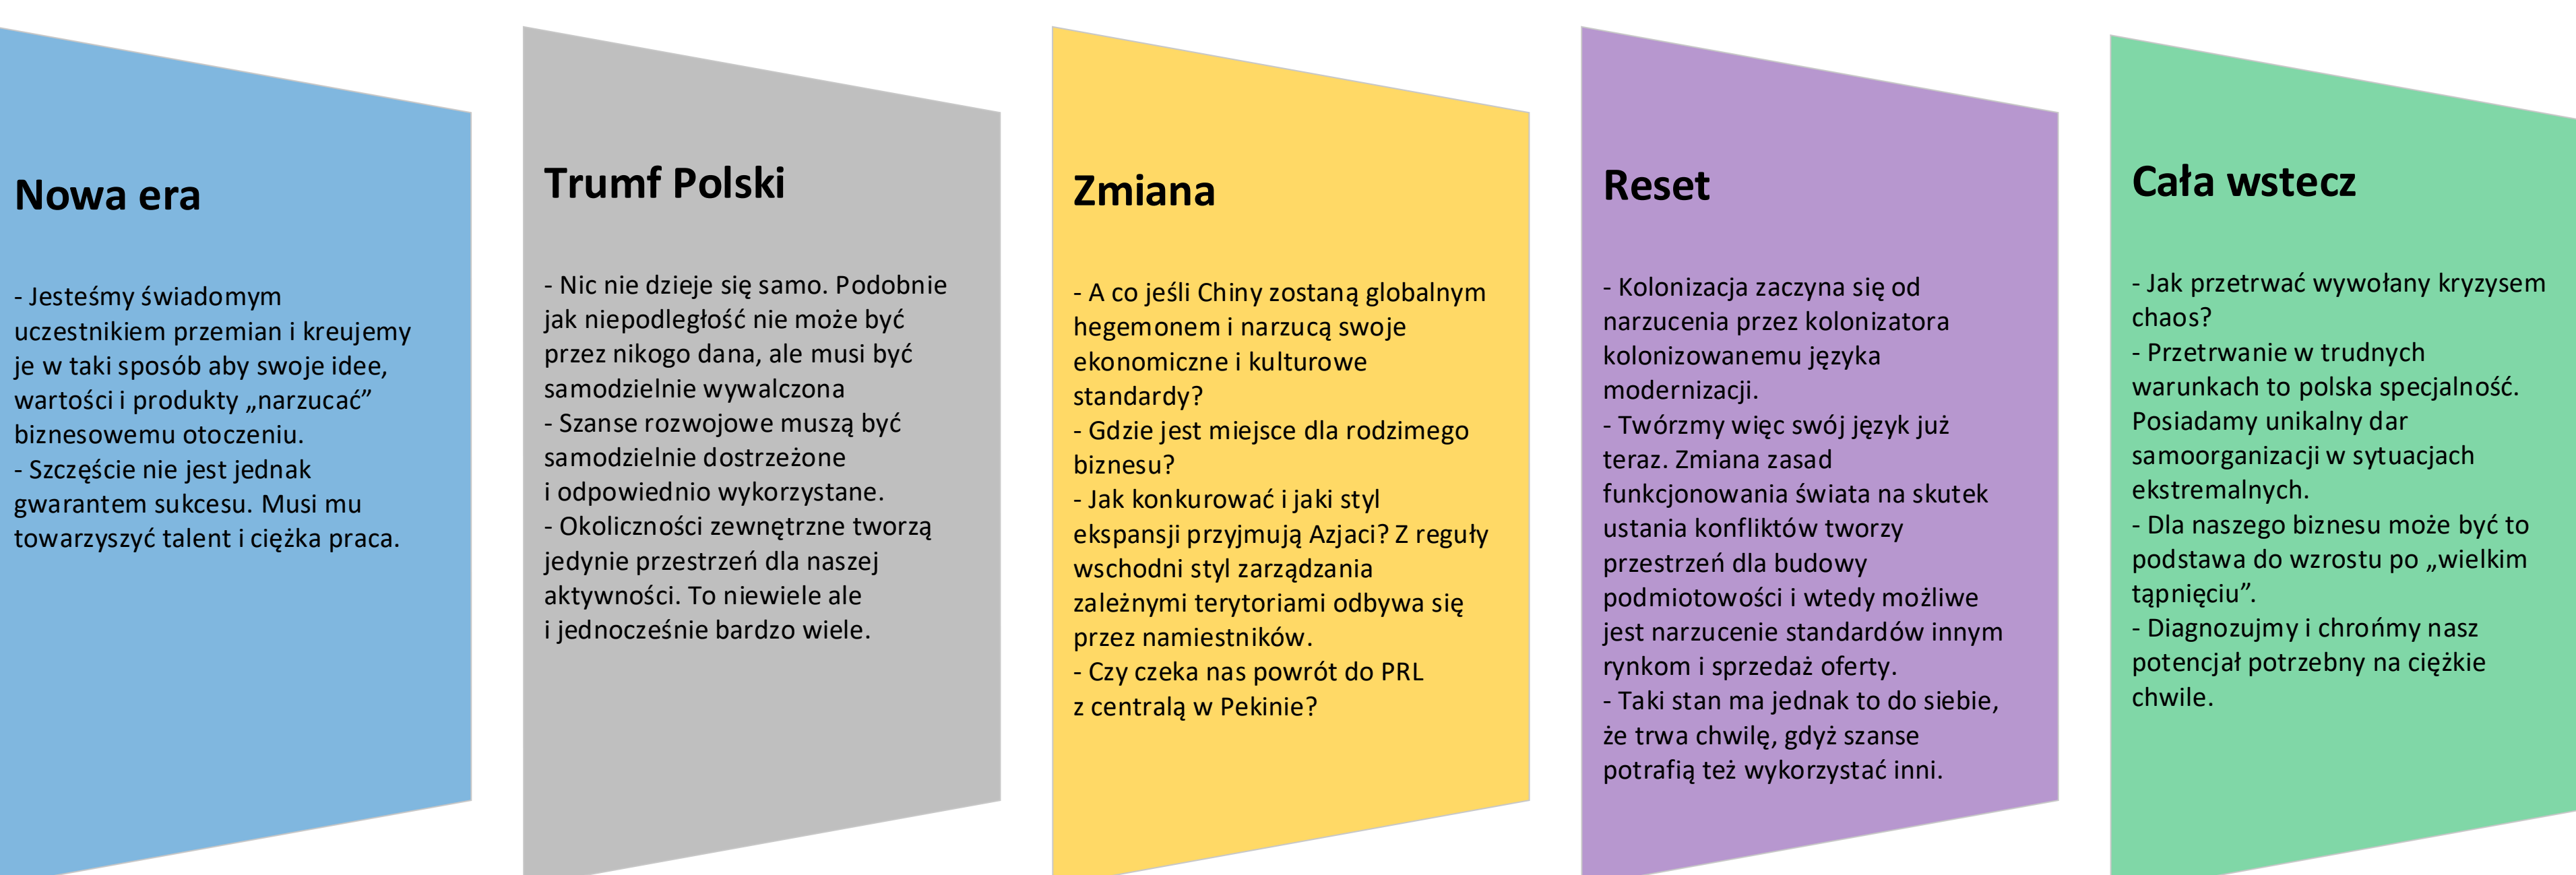 Nowa era
- Jesteśmy świadomym
uczestnikiem przemian i kreujemy
je w taki sposób aby swoje idee,
wartości i produkty „narzucać”
biznesowemu otoczeniu.
- Szczęście nie jest jednak
gwarantem sukcesu. Musi mu
towarzyszyć talent i ciężka praca.
Trumf Polski
- Nic nie dzieje się samo. Podobnie
jak niepodległość nie może być
przez nikogo dana, ale musi być
samodzielnie wywalczona
- Szanse rozwojowe muszą być
samodzielnie dostrzeżone
i odpowiednio wykorzystane.
- Okoliczności zewnętrzne tworzą
jedynie przestrzeń dla naszej
aktywności. To niewiele ale
i jednocześnie bardzo wiele.
Zmiana
- A co jeśli Chiny zostaną globalnym
hegemonem i narzucą swoje
ekonomiczne i kulturowe
standardy?
- Gdzie jest miejsce dla rodzimego
biznesu?
- Jak konkurować i jaki styl
ekspansji przyjmują Azjaci? Z reguły
wschodni styl zarządzania
zależnymi terytoriami odbywa się
przez namiestników.
- Czy czeka nas powrót do PRL
z centralą w Pekinie?
Reset
- Kolonizacja zaczyna się od
narzucenia przez kolonizatora
kolonizowanemu języka
modernizacji.
- Twórzmy więc swój język już
teraz. Zmiana zasad
funkcjonowania świata na skutek
ustania konfliktów tworzy
przestrzeń dla budowy
podmiotowości i wtedy możliwe
jest narzucenie standardów innym
rynkom i sprzedaż oferty.
- Taki stan ma jednak to do siebie,
że trwa chwilę, gdyż szanse
potrafią też wykorzystać inni.
Cała wstecz
- Jak przetrwać wywołany kryzysem
chaos?
- Przetrwanie w trudnych
warunkach to polska specjalność.
Posiadamy unikalny dar
samoorganizacji w sytuacjach
ekstremalnych.
- Dla naszego biznesu może być to
podstawa do wzrostu po „wielkim
tąpnięciu”.
- Diagnozujmy i chrońmy nasz
potencjał potrzebny na ciężkie
chwile.